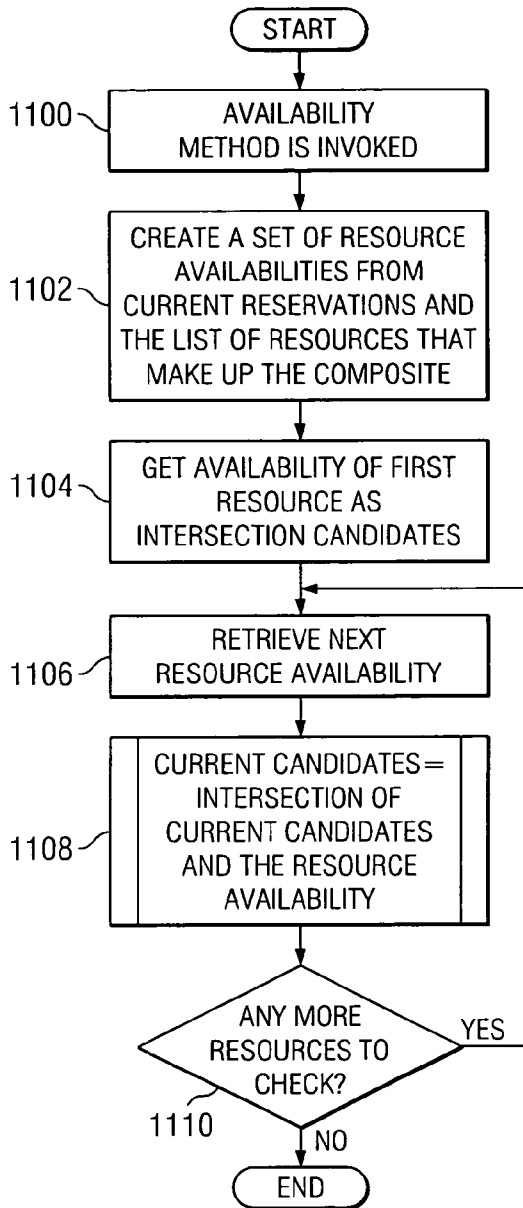 START
1100
AVAILABILITY
METHOD IS INVOKED
1102
CREATE A SET OF RESOURCE
AVAILABILITIES FROM
CURRENT RESERVATIONS AND
THE LIST OF RESOURCES THAT
MAKE UP THE COMPOSITE
1104
GET AVAILABILITY OF FIRST
RESOURCE AS
INTERSECTION CANDIDATES
1106
RETRIEVE NEXT
RESOURCE AVAILABILITY
1108
CURRENT CANDIDATES=
INTERSECTION OF
CURRENT CANDIDATES
AND THE RESOURCE
AVAILABILITY
ANY MORE
RESOURCES TO
CHECK?
YES
1110
NO
END